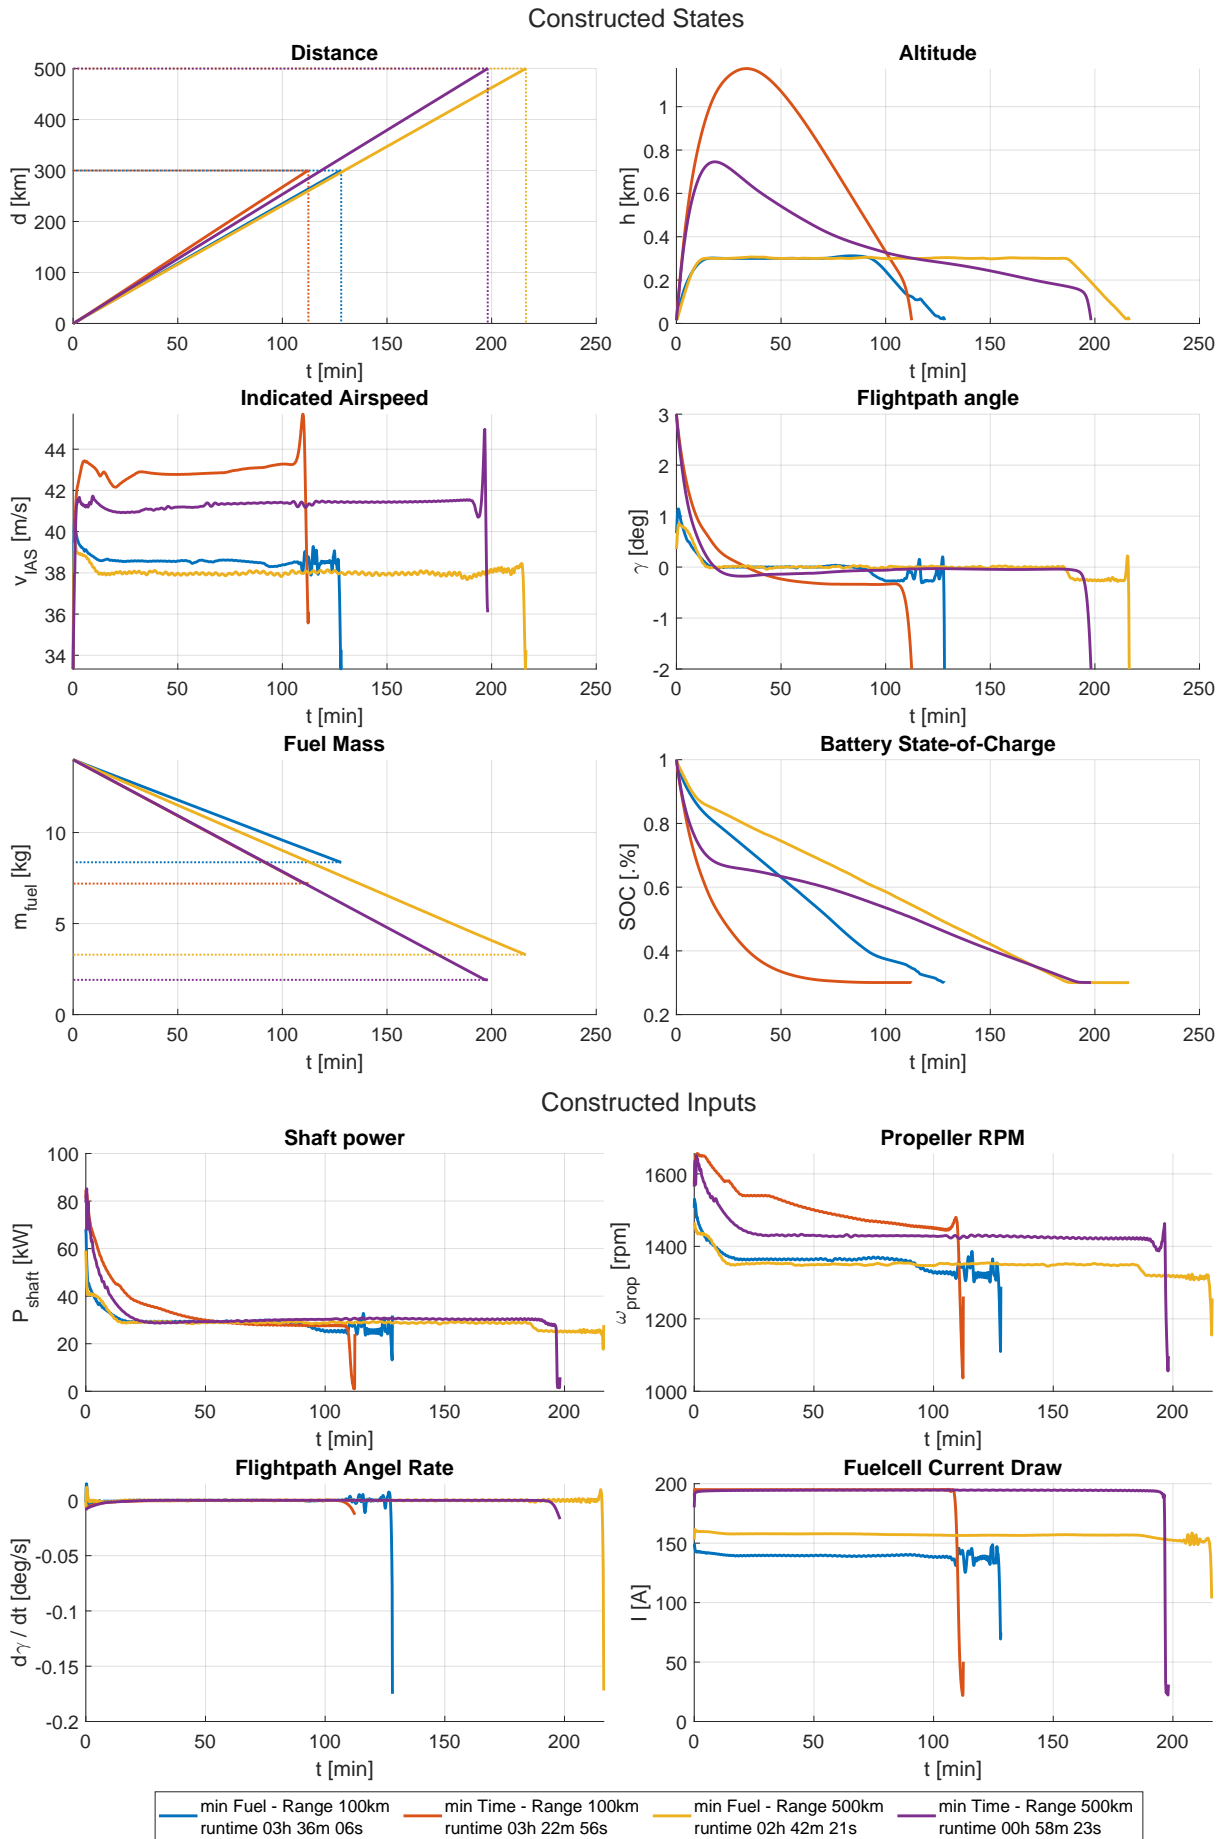 Constructed States
Distance
500
400
300
200
100
0
d [km]
0 50 100 150 200 250
t [min]
Altitude
1
0.8
0.6
0.4
0.2
0
h [km]
0 50 100 150 200 250
t [min]
Indicated Airspeed
44
42
40
38
36
34
v_IAS [m/s]
0 50 100 150 200 250
t [min]
Flightpath angle
3
2
1
0
-1
-2
γ [deg]
0 50 100 150 200 250
t [min]
Fuel Mass
10
5
0
m_fuel [kg]
0 50 100 150 200 250
t [min]
Battery State-of-Charge
1
0.8
0.6
0.4
0.2
SOC [.%]
0 50 100 150 200 250
t [min]
Constructed Inputs
Shaft power
100
80
60
40
20
0
P_shaft [kW]
0 50 100 150 200
t [min]
Propeller RPM
1600
1400
1200
1000
ω_prop [rpm]
0 50 100 150 200
t [min]
Flightpath Angel Rate
0
-0.05
-0.1
-0.15
-0.2
dγ / dt [deg/s]
0 50 100 150 200
t [min]
Fuelcell Current Draw
200
150
100
50
0
I [A]
0 50 100 150 200
t [min]
min Fuel - Range 100km
runtime 03h 36m 06s
min Time - Range 100km
runtime 03h 22m 56s
min Fuel - Range 500km
runtime 02h 42m 21s
min Time - Range 500km
runtime 00h 58m 23s